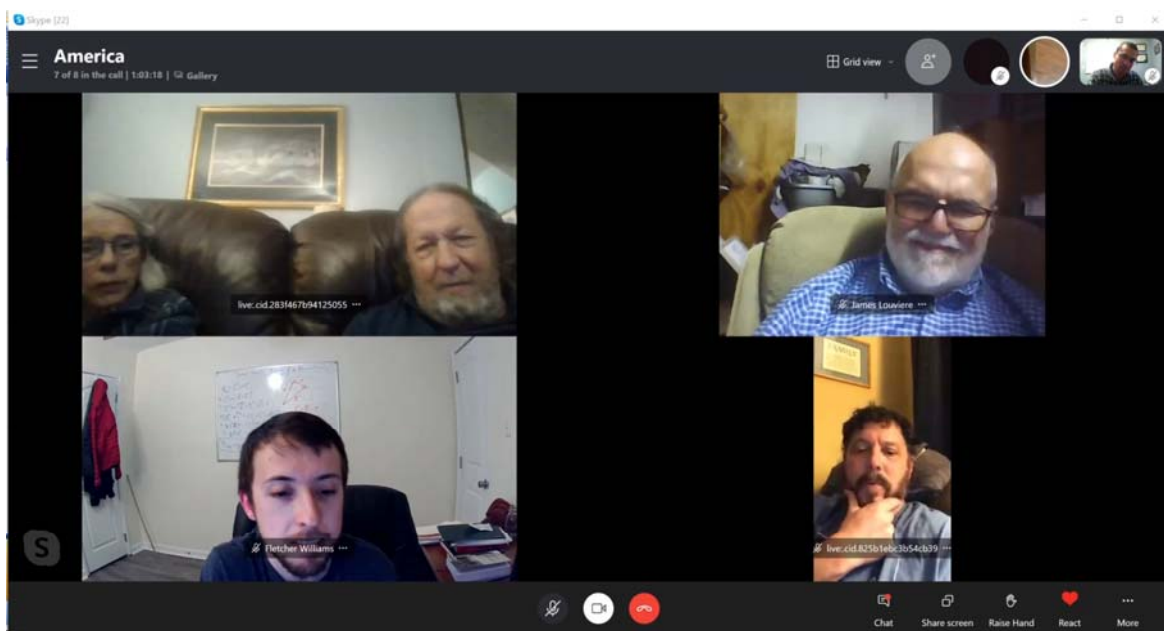 Skype [22]
America
7 of 8 in the call | 1:03:18 | Gallery
Grid view
live:.cid.283f467b94125055 ...
James Louviere ...
Fletcher Williams ...
live:.cid.825b1ebc3b54cb39 ...
S
Chat
Share screen
Raise Hand
React
More